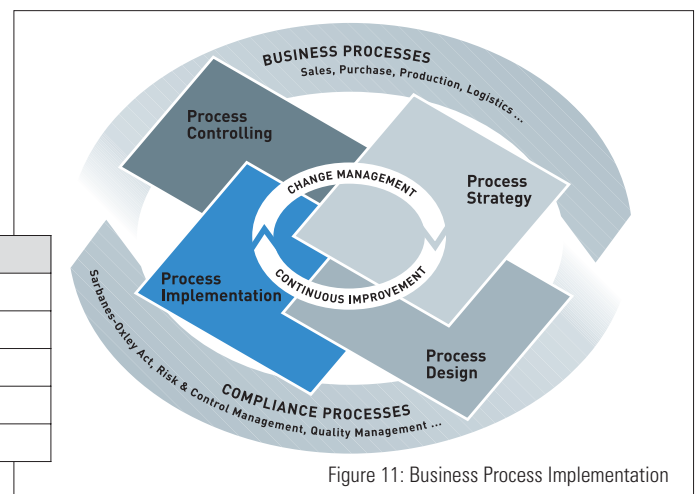 BUSINESS PROCESSES
Sales, Purchase, Production, Logistics ...
Process
Controlling
CHANGE MANAGEMENT
Process
Strategy
Process
Implementation
CONTINUOUS IMPROVEMENT
Process
Design
COMPLIANCE PROCESSES
Sarbanes-Oxley Act, Risk & Control Management, Quality Management ...
Figure 11: Business Process Implementation